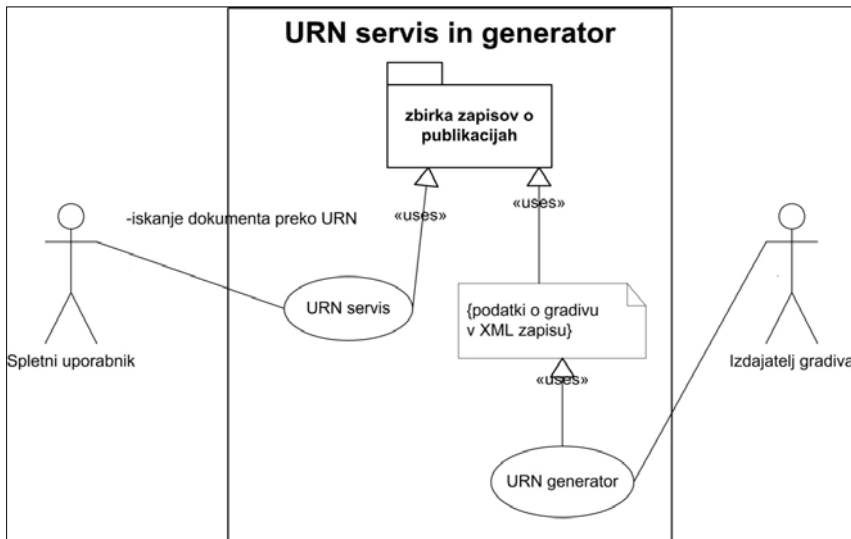 URN servis in generator
zbirka zapisov o
publikacijah
-iskanje dokumenta preko URN
«uses»
«uses»
URN servis
{podatki o gradivu
v XML zapisu}
Spletni uporabnik
Izdajatelj gradiva
«uses»
URN generator